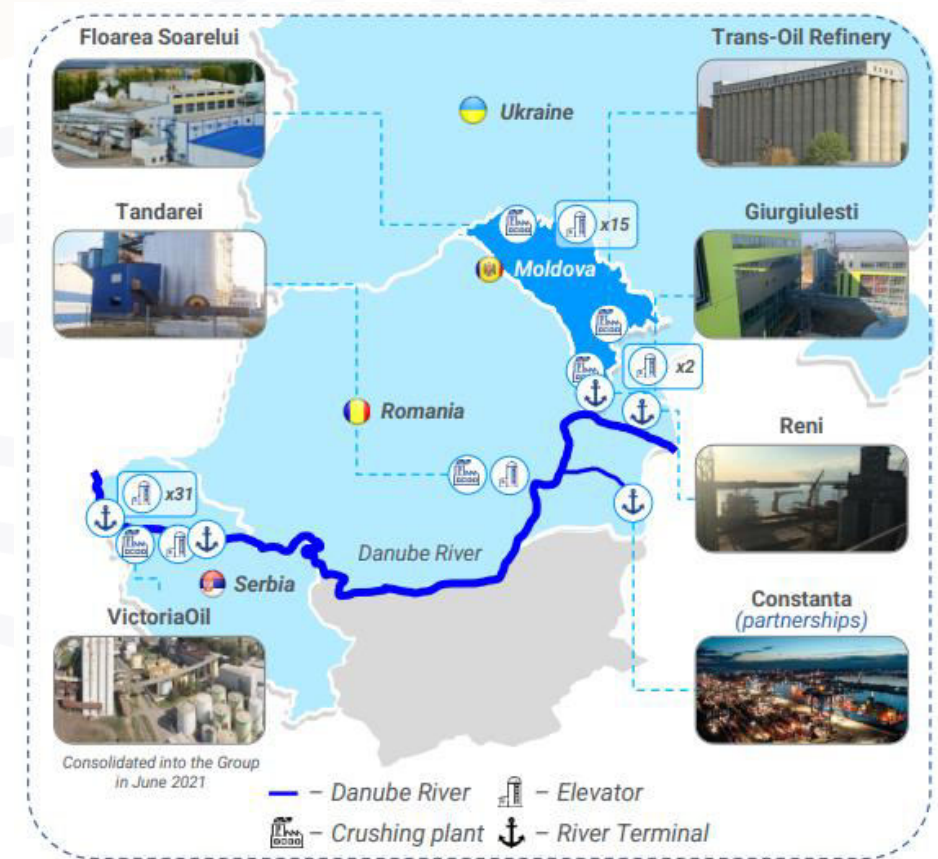 Floarea Soarelui
Trans-Oil Refinery
Ukraine
Tandarei
x15
Giurgiulesti
Moldova
x2
Romania
Reni
x31
Danube River
Serbia
VictoriaOil
Constanta
(partnerships)
Consolidated into the Group
in June 2021
– Danube River – Elevator
– Crushing plant – River Terminal